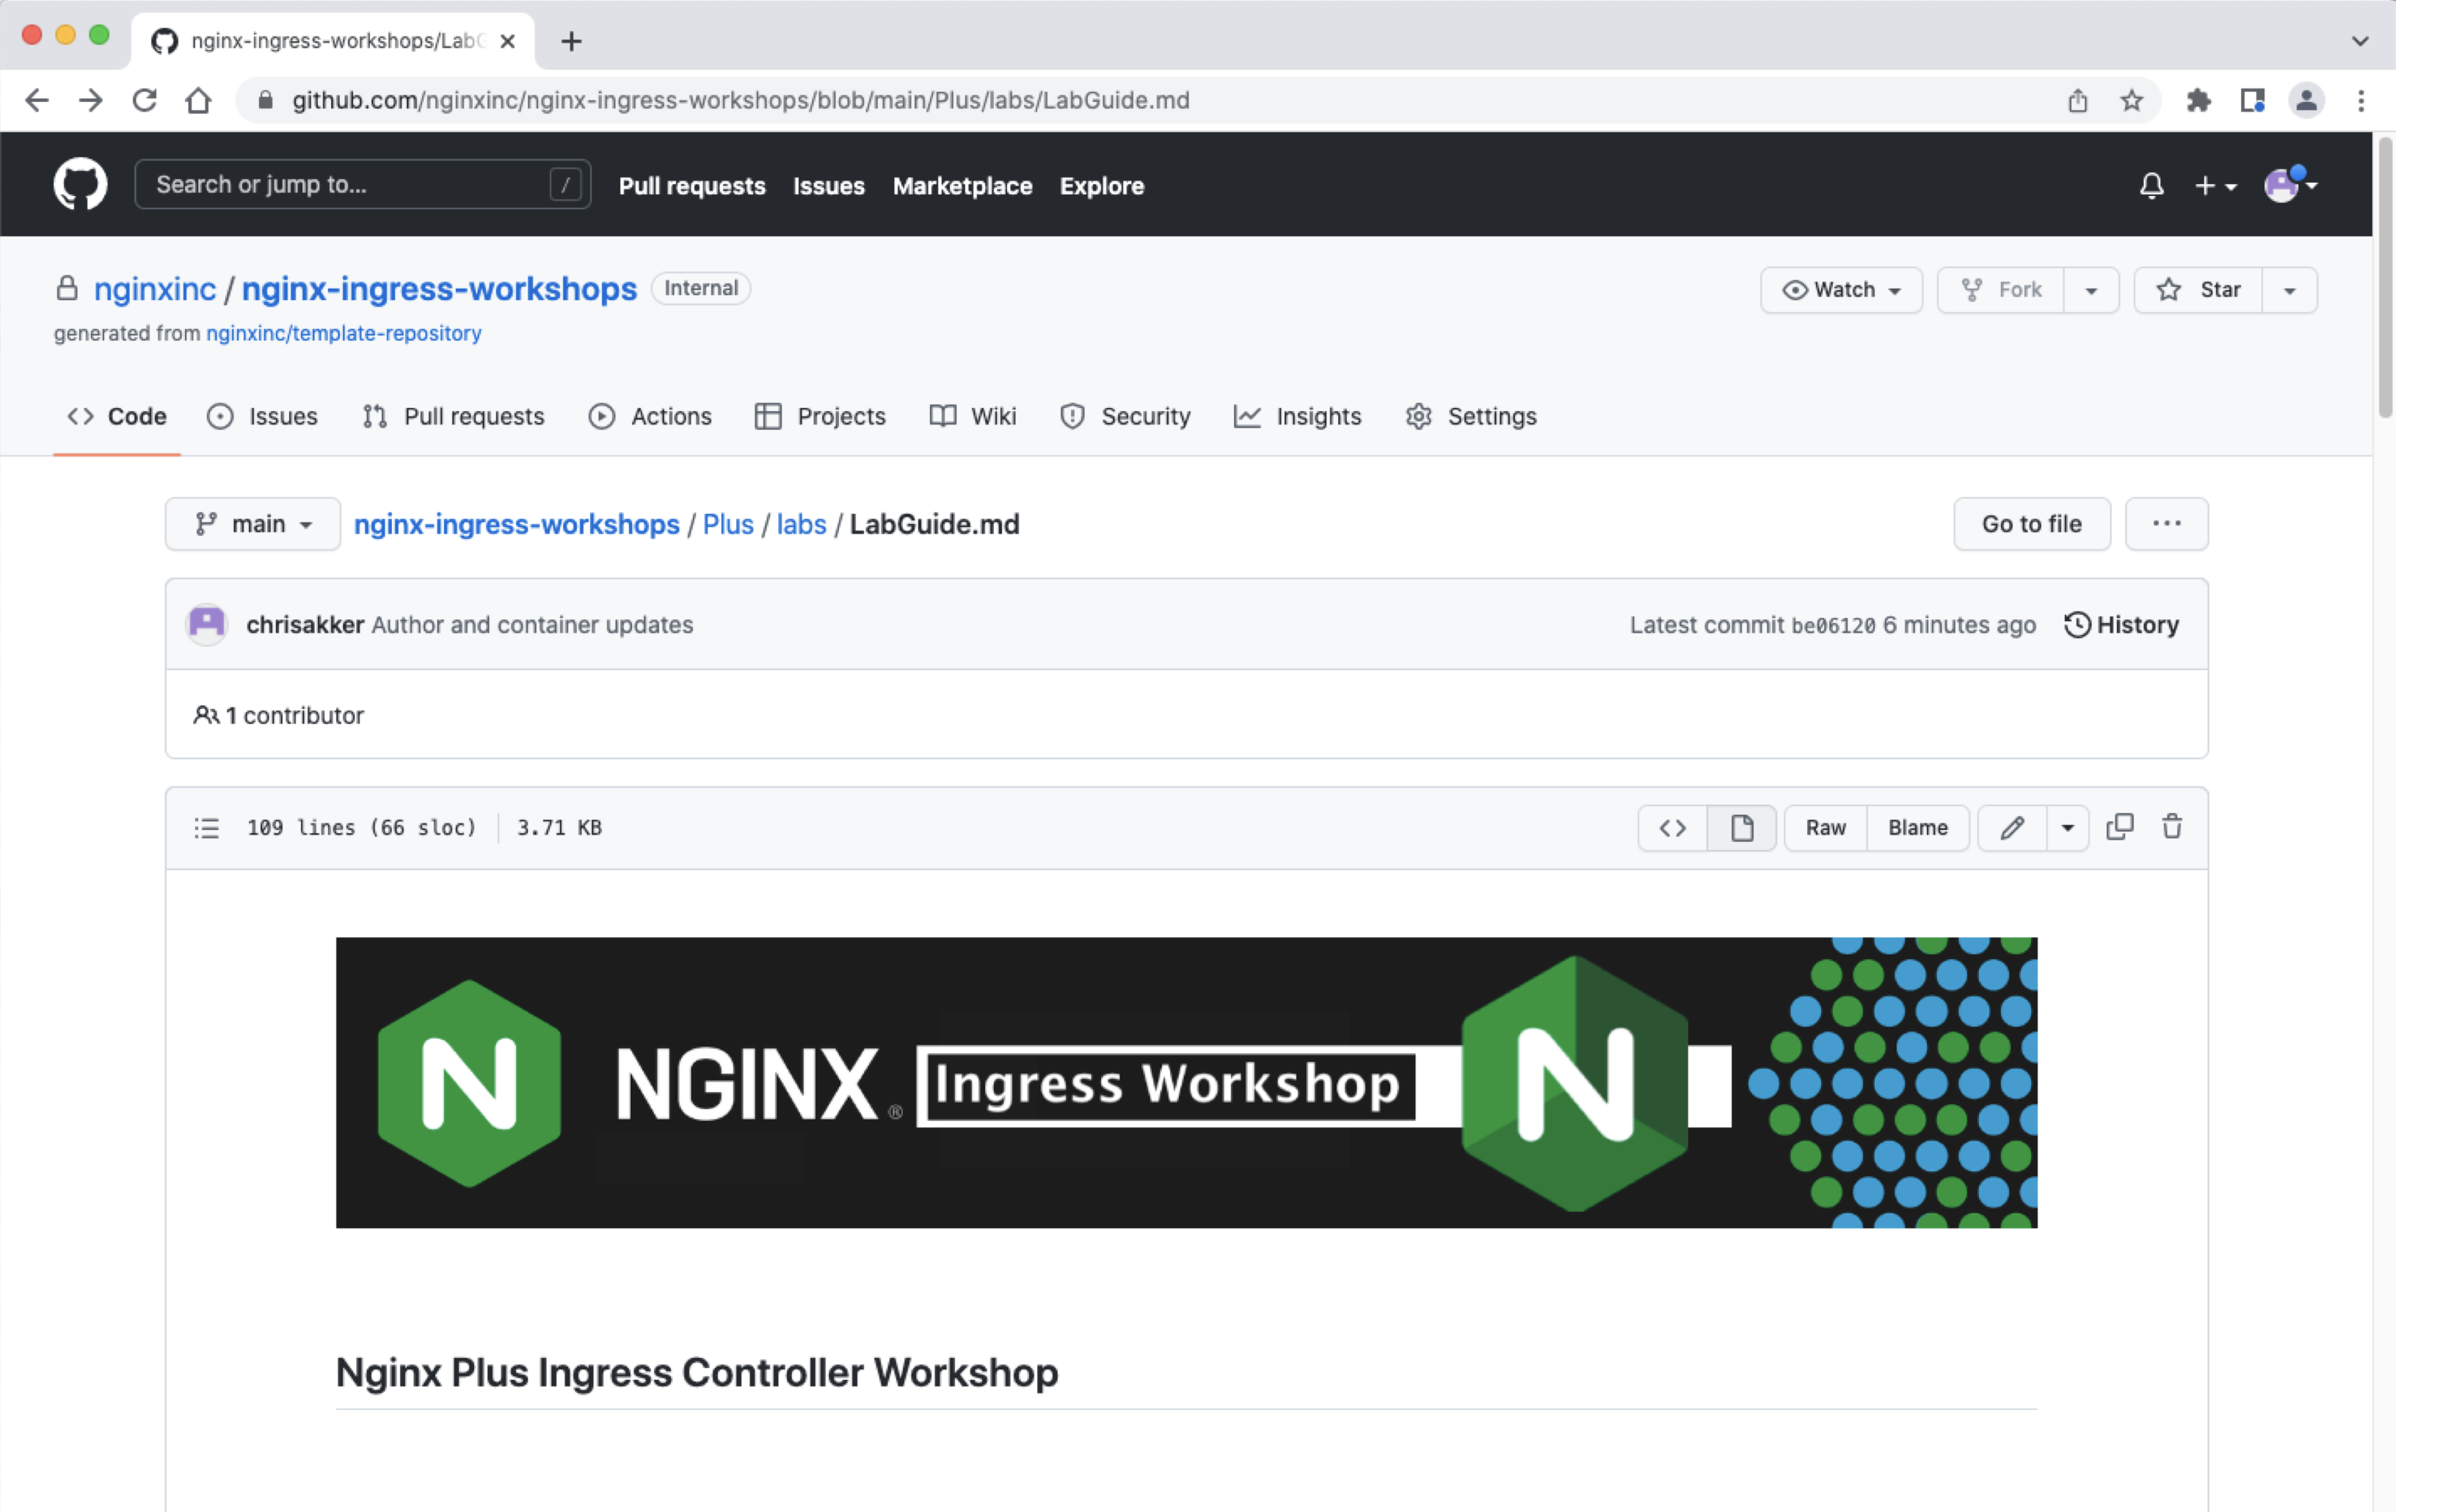 nginx-ingress-workshops/Lab
github.com/nginxinc/nginx-ingress-workshops/blob/main/Plus/labs/LabGuide.md
Search or jump to... / Pull requests Issues Marketplace Explore
nginxinc / nginx-ingress-workshops Internal Watch Fork Star
generated from nginxinc/template-repository
Code Issues Pull requests Actions Projects Wiki Security Insights Settings
main nginx-ingress-workshops / Plus / labs / LabGuide.md Go to file ...
chrisakker Author and container updates Latest commit be06120 6 minutes ago History
1 contributor
109 lines (66 sloc) 3.71 KB Raw Blame
N NGINX® Ingress Workshop N
Nginx Plus Ingress Controller Workshop